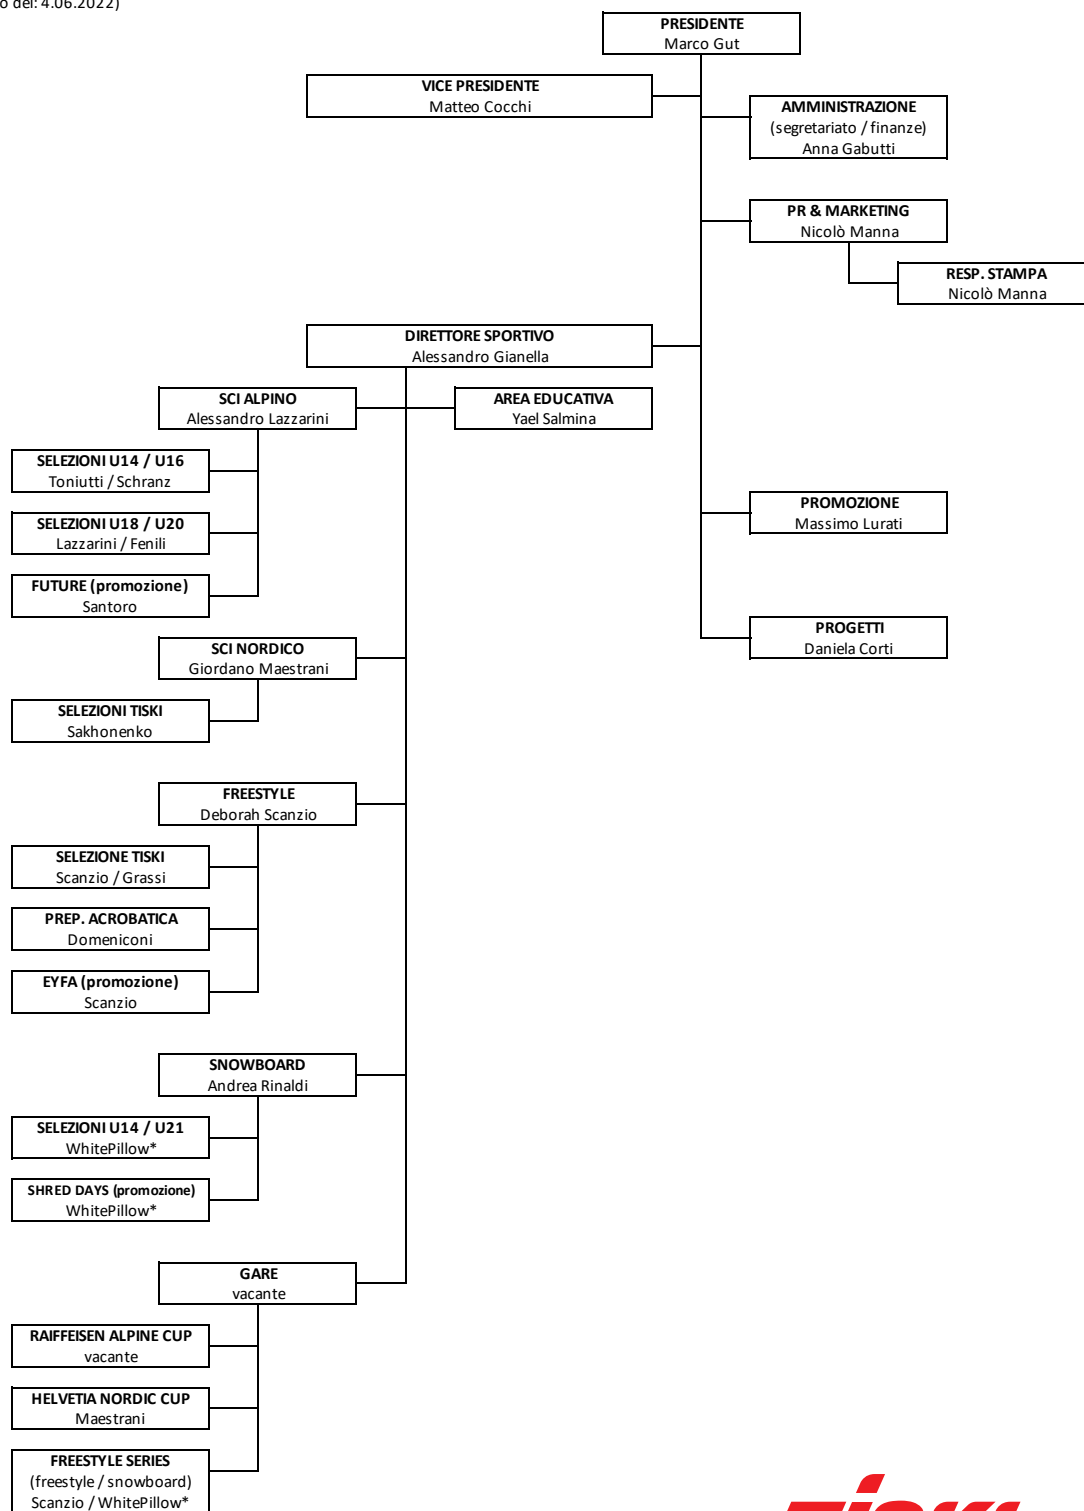 o del: 4.06.2022)
PRESIDENTE
Marco Gut
VICE PRESIDENTE
Matteo Cocchi
AMMINISTRAZIONE
(segretariato / finanze)
Anna Gabutti
PR & MARKETING
Nicolò Manna
RESP. STAMPA
Nicolò Manna
DIRETTORE SPORTIVO
Alessandro Gianella
SCI ALPINO
Alessandro Lazzarini
AREA EDUCATIVA
Yael Salmina
SELEZIONI U14 / U16
Toniutti / Schranz
SELEZIONI U18 / U20
Lazzarini / Fenili
FUTURE (promozione)
Santoro
PROMOZIONE
Massimo Lurati
PROGETTI
Daniela Corti
SCI NORDICO
Giordano Maestrani
SELEZIONI TISKI
Sakhonenko
FREESTYLE
Deborah Scanzio
SELEZIONE TISKI
Scanzio / Grassi
PREP. ACROBATICA
Domeniconi
EYFA (promozione)
Scanzio
SNOWBOARD
Andrea Rinaldi
SELEZIONI U14 / U21
WhitePillow*
SHRED DAYS (promozione)
WhitePillow*
GARE
vacante
RAIFFEISEN ALPINE CUP
vacante
HELVETIA NORDIC CUP
Maestrani
FREESTYLE SERIES
(freestyle / snowboard)
Scanzio / WhitePillow*